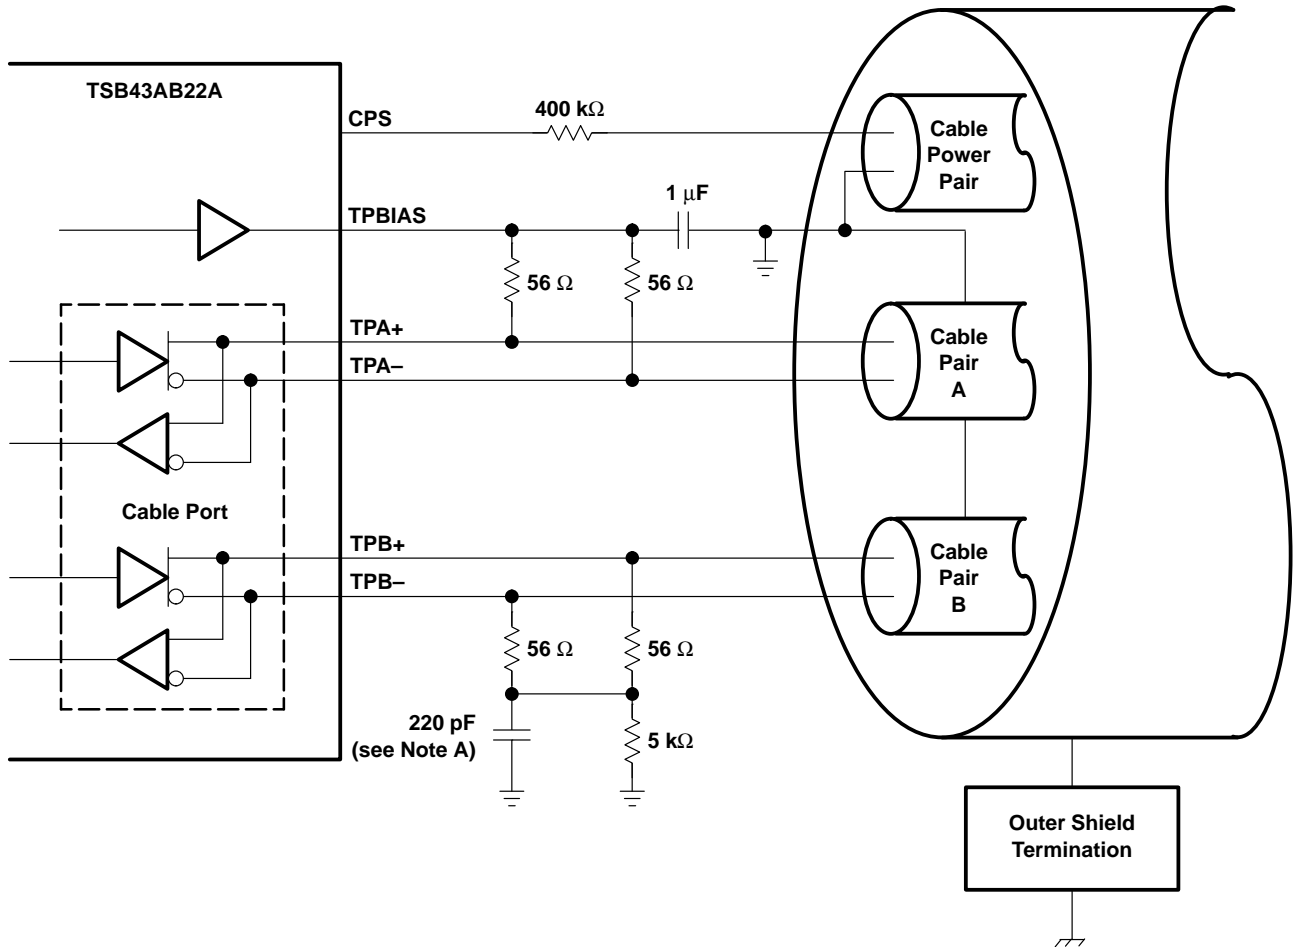 TSB43AB22A
CPS
400 kΩ
Cable
Power
Pair
TPBIAS
1 μF
56 Ω
56 Ω
TPA+
TPA–
Cable
Pair
A
Cable Port
TPB+
TPB–
Cable
Pair
B
56 Ω
56 Ω
220 pF
(see Note A)
5 kΩ
Outer Shield
Termination